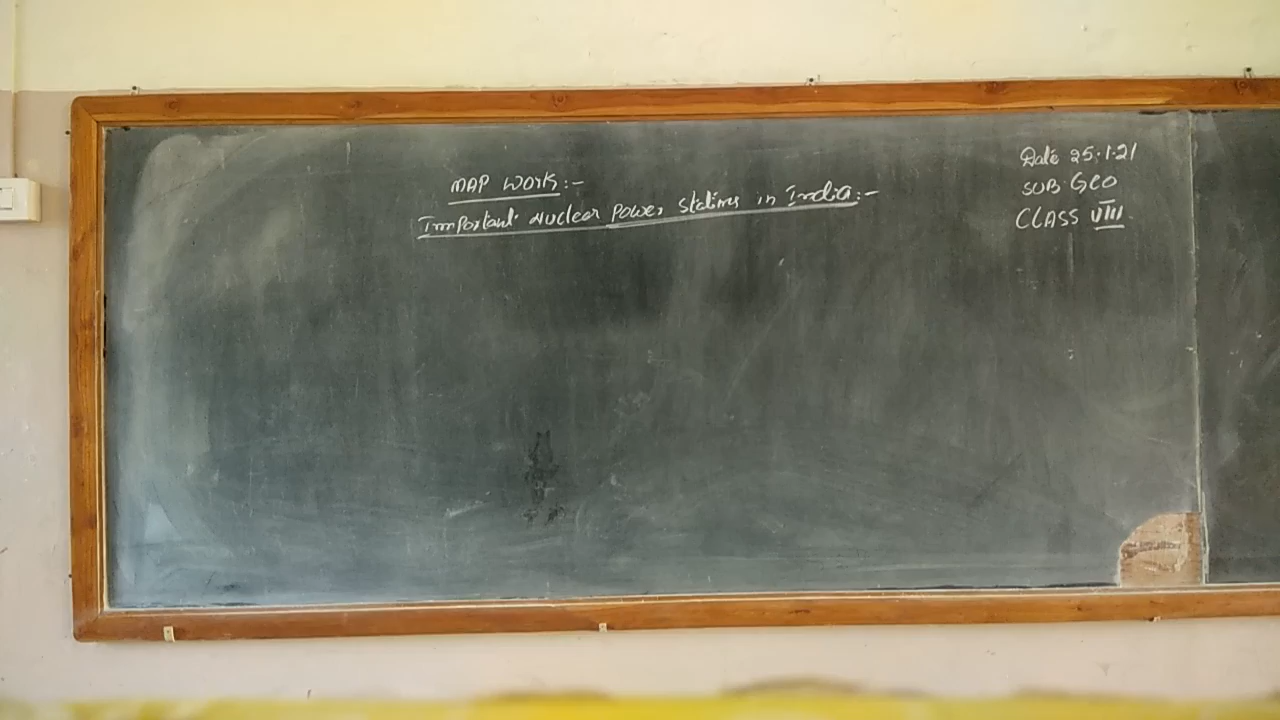 MAP WORK:-
Important Nuclear Power Stations in India:-
Date 25.1.21
SUB GEO
CLASS VIII